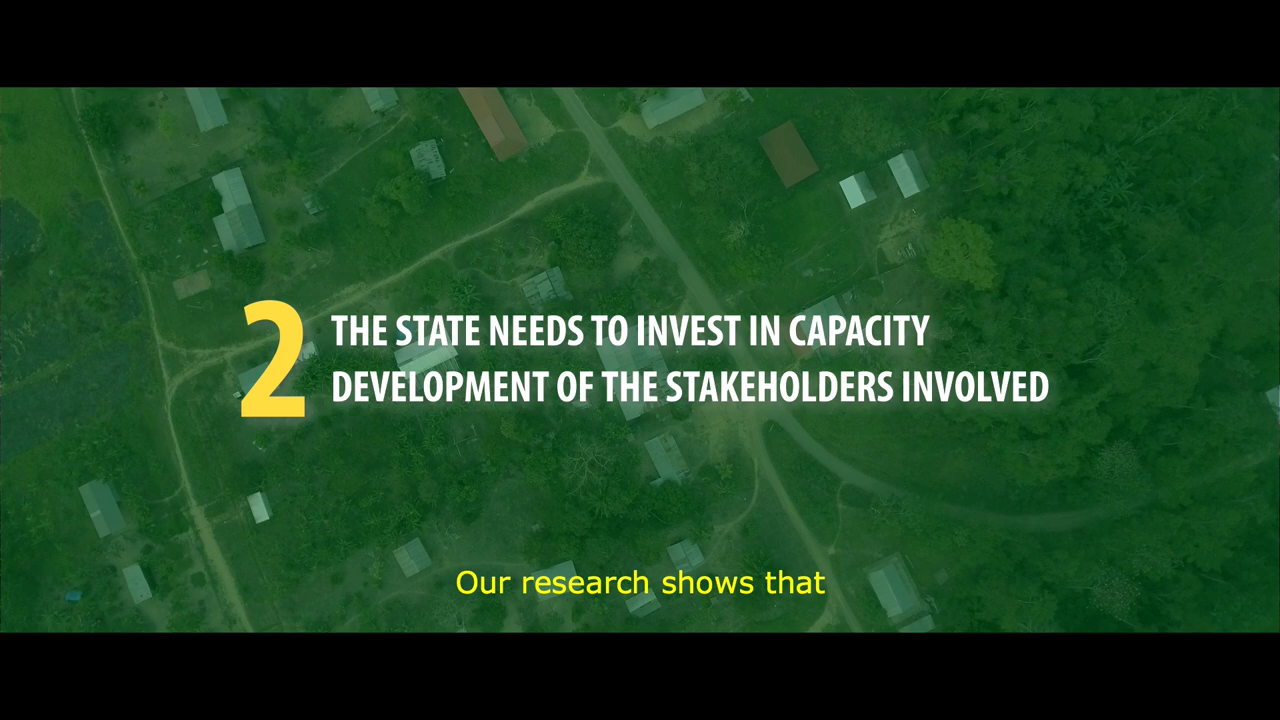 2
THE STATE NEEDS TO INVEST IN CAPACITY
DEVELOPMENT OF THE STAKEHOLDERS INVOLVED
Our research shows that